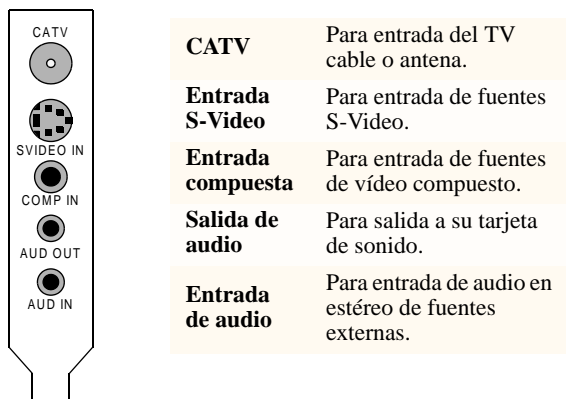 CATV
SVIDEO IN
COMP IN
AUD OUT
AUD IN
CATV
Para entrada del TV
cable o antena.
Entrada
S-Video
Para entrada de fuentes
S-Video.
Entrada
compuesta
Para entrada de fuentes
de vídeo compuesto.
Salida de
audio
Para salida a su tarjeta
de sonido.
Entrada
de audio
Para entrada de audio en
estéreo de fuentes
externas.